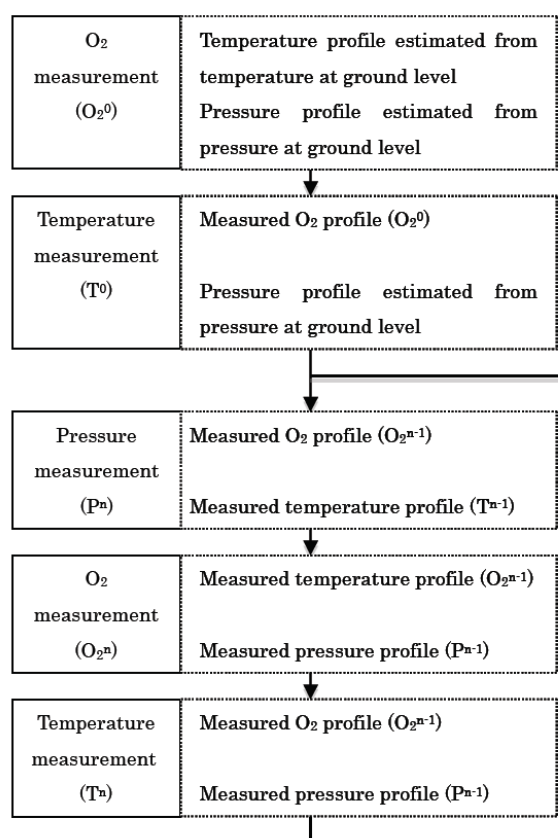 O₂
measurement
(O₂⁰)
Temperature profile estimated from
temperature at ground level
Pressure profile estimated from
pressure at ground level
Temperature
measurement
(T⁰)
Measured O₂ profile (O₂⁰)
Pressure profile estimated from
pressure at ground level
Pressure
measurement
(Pⁿ)
Measured O₂ profile (O₂ⁿ⁻¹)
Measured temperature profile (Tⁿ⁻¹)
O₂
measurement
(O₂ⁿ)
Measured temperature profile (O₂ⁿ⁻¹)
Measured pressure profile (Pⁿ⁻¹)
Temperature
measurement
(Tⁿ)
Measured O₂ profile (O₂ⁿ⁻¹)
Measured pressure profile (Pⁿ⁻¹)